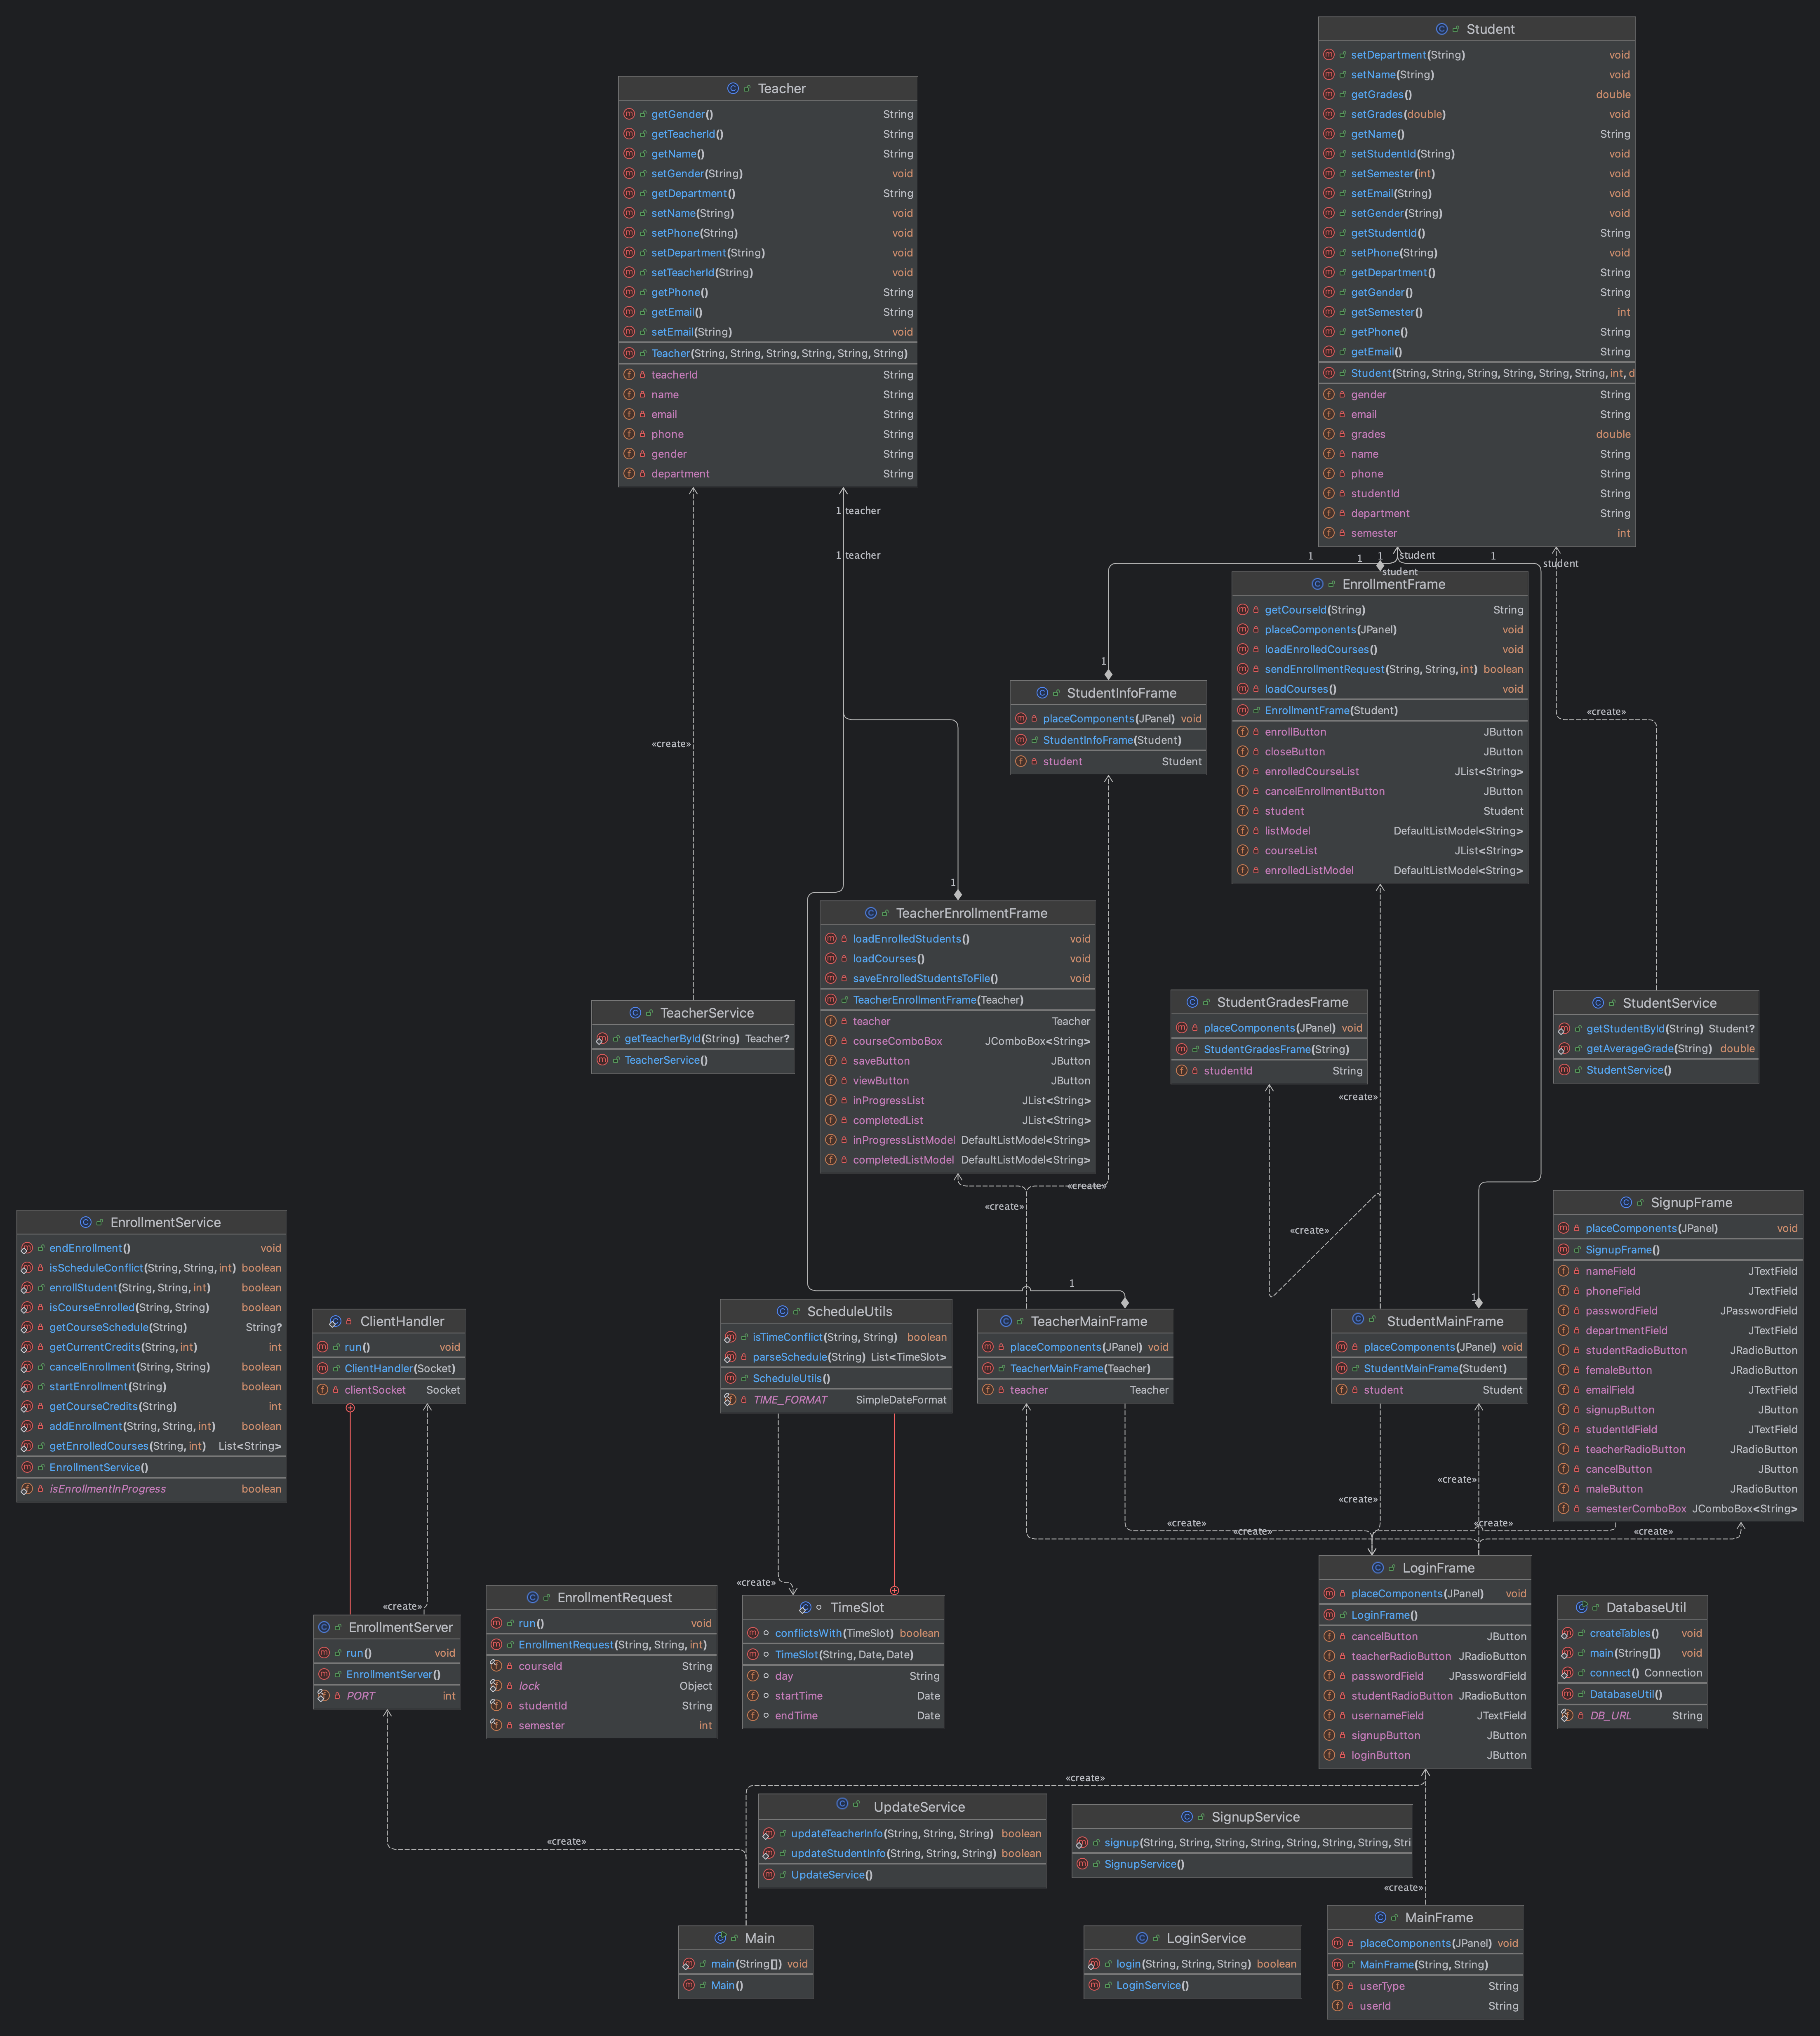 Student
setDepartment(String) void
setName(String) void
getGrades() double
setGrades(double) void
getName() String
setStudentId(String) void
setSemester(int) void
setEmail(String) void
setGender(String) void
getStudentId() String
setPhone(String) void
getDepartment() String
getGender() String
getSemester() int
getPhone() String
getEmail() String
Student(String, String, String, String, String, String, int, d
gender String
email String
grades double
name String
phone String
studentId String
department String
semester int
Teacher
getGender() String
getTeacherId() String
getName() String
setGender(String) void
getDepartment() String
setName(String) void
setPhone(String) void
setDepartment(String) void
setTeacherId(String) void
getPhone() String
getEmail() String
setEmail(String) void
Teacher(String, String, String, String, String, String)
teacherId String
name String
email String
phone String
gender String
department String
1 teacher
1 teacher
1
1
1
student
1
student
student
EnrollmentFrame
getCourseId(String) String
placeComponents(JPanel) void
loadEnrolledCourses() void
sendEnrollmentRequest(String, String, int) boolean
loadCourses() void
EnrollmentFrame(Student)
enrollButton JButton
closeButton JButton
enrolledCourseList JList<String>
cancelEnrollmentButton JButton
student Student
listModel DefaultListModel<String>
courseList JList<String>
enrolledListModel DefaultListModel<String>
1
StudentInfoFrame
placeComponents(JPanel) void
StudentInfoFrame(Student)
student Student
«create»
«create»
1
TeacherEnrollmentFrame
loadEnrolledStudents() void
loadCourses() void
saveEnrolledStudentsToFile() void
TeacherEnrollmentFrame(Teacher)
teacher Teacher
courseComboBox JComboBox<String>
saveButton JButton
viewButton JButton
inProgressList JList<String>
completedList JList<String>
inProgressListModel DefaultListModel<String>
completedListModel DefaultListModel<String>
TeacherService
getTeacherById(String) Teacher?
TeacherService()
StudentGradesFrame
placeComponents(JPanel) void
StudentGradesFrame(String)
studentId String
StudentService
getStudentById(String) Student?
getAverageGrade(String) double
StudentService()
«create»
«create»
«create»
«create»
EnrollmentService
endEnrollment() void
isScheduleConflict(String, String, int) boolean
enrollStudent(String, String, int) boolean
isCourseEnrolled(String, String) boolean
getCourseSchedule(String) String?
getCurrentCredits(String, int) int
cancelEnrollment(String, String) boolean
startEnrollment(String) boolean
getCourseCredits(String) int
addEnrollment(String, String, int) boolean
getEnrolledCourses(String, int) List<String>
EnrollmentService()
isEnrollmentInProgress boolean
SignupFrame
placeComponents(JPanel) void
SignupFrame()
nameField JTextField
phoneField JTextField
passwordField JPasswordField
departmentField JTextField
studentRadioButton JRadioButton
femaleButton JRadioButton
emailField JTextField
signupButton JButton
studentIdField JTextField
teacherRadioButton JRadioButton
cancelButton JButton
maleButton JRadioButton
semesterComboBox JComboBox<String>
ClientHandler
run() void
ClientHandler(Socket)
clientSocket Socket
ScheduleUtils
isTimeConflict(String, String) boolean
parseSchedule(String) List<TimeSlot>
ScheduleUtils()
TIME_FORMAT SimpleDateFormat
1
TeacherMainFrame
placeComponents(JPanel) void
TeacherMainFrame(Teacher)
teacher Teacher
1
StudentMainFrame
placeComponents(JPanel) void
StudentMainFrame(Student)
student Student
«create»
«create»
«create»
«create»
«create»
«create»
LoginFrame
placeComponents(JPanel) void
LoginFrame()
cancelButton JButton
teacherRadioButton JRadioButton
passwordField JPasswordField
studentRadioButton JRadioButton
usernameField JTextField
signupButton JButton
loginButton JButton
«create»
EnrollmentServer
run() void
EnrollmentServer()
PORT int
EnrollmentRequest
run() void
EnrollmentRequest(String, String, int)
courseId String
lock Object
studentId String
semester int
«create»
TimeSlot
conflictsWith(TimeSlot) boolean
TimeSlot(String, Date, Date)
day String
startTime Date
endTime Date
DatabaseUtil
createTables() void
main(String[]) void
connect() Connection
DatabaseUtil()
DB_URL String
«create»
«create»
UpdateService
updateTeacherInfo(String, String, String) boolean
updateStudentInfo(String, String, String) boolean
UpdateService()
SignupService
signup(String, String, String, String, String, String, String, Stri
SignupService()
«create»
Main
main(String[]) void
Main()
LoginService
login(String, String, String) boolean
LoginService()
MainFrame
placeComponents(JPanel) void
MainFrame(String, String)
userType String
userId String